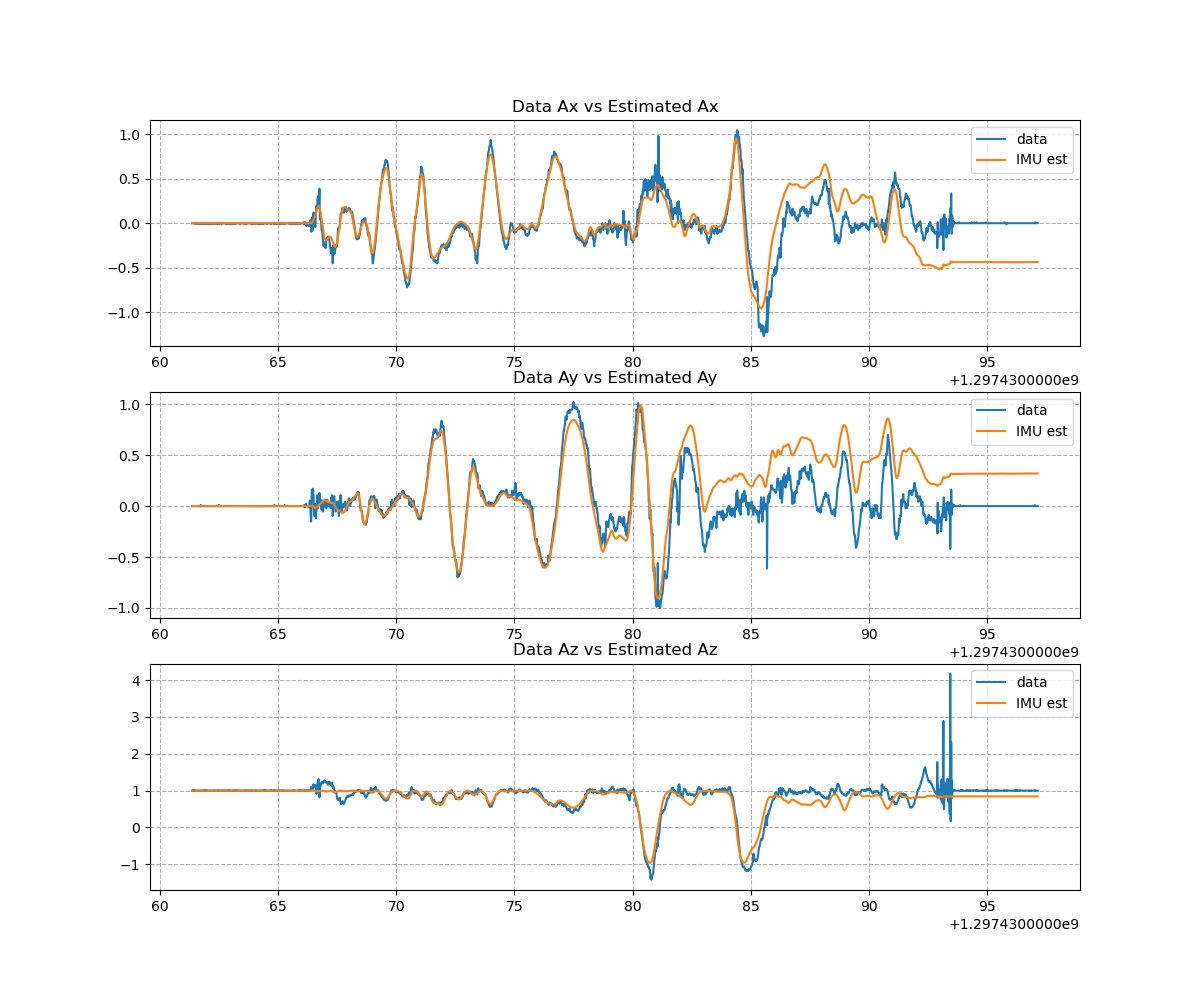 Data Ax vs Estimated Ax
1.0
0.5
0.0
−0.5
−1.0
data
IMU est
60 65 70 75 80 85 90 95
+1.2974300000e9
Data Ay vs Estimated Ay
1.0
0.5
0.0
−0.5
−1.0
data
IMU est
60 65 70 75 80 85 90 95
+1.2974300000e9
Data Az vs Estimated Az
4
3
2
1
0
−1
data
IMU est
60 65 70 75 80 85 90 95
+1.2974300000e9